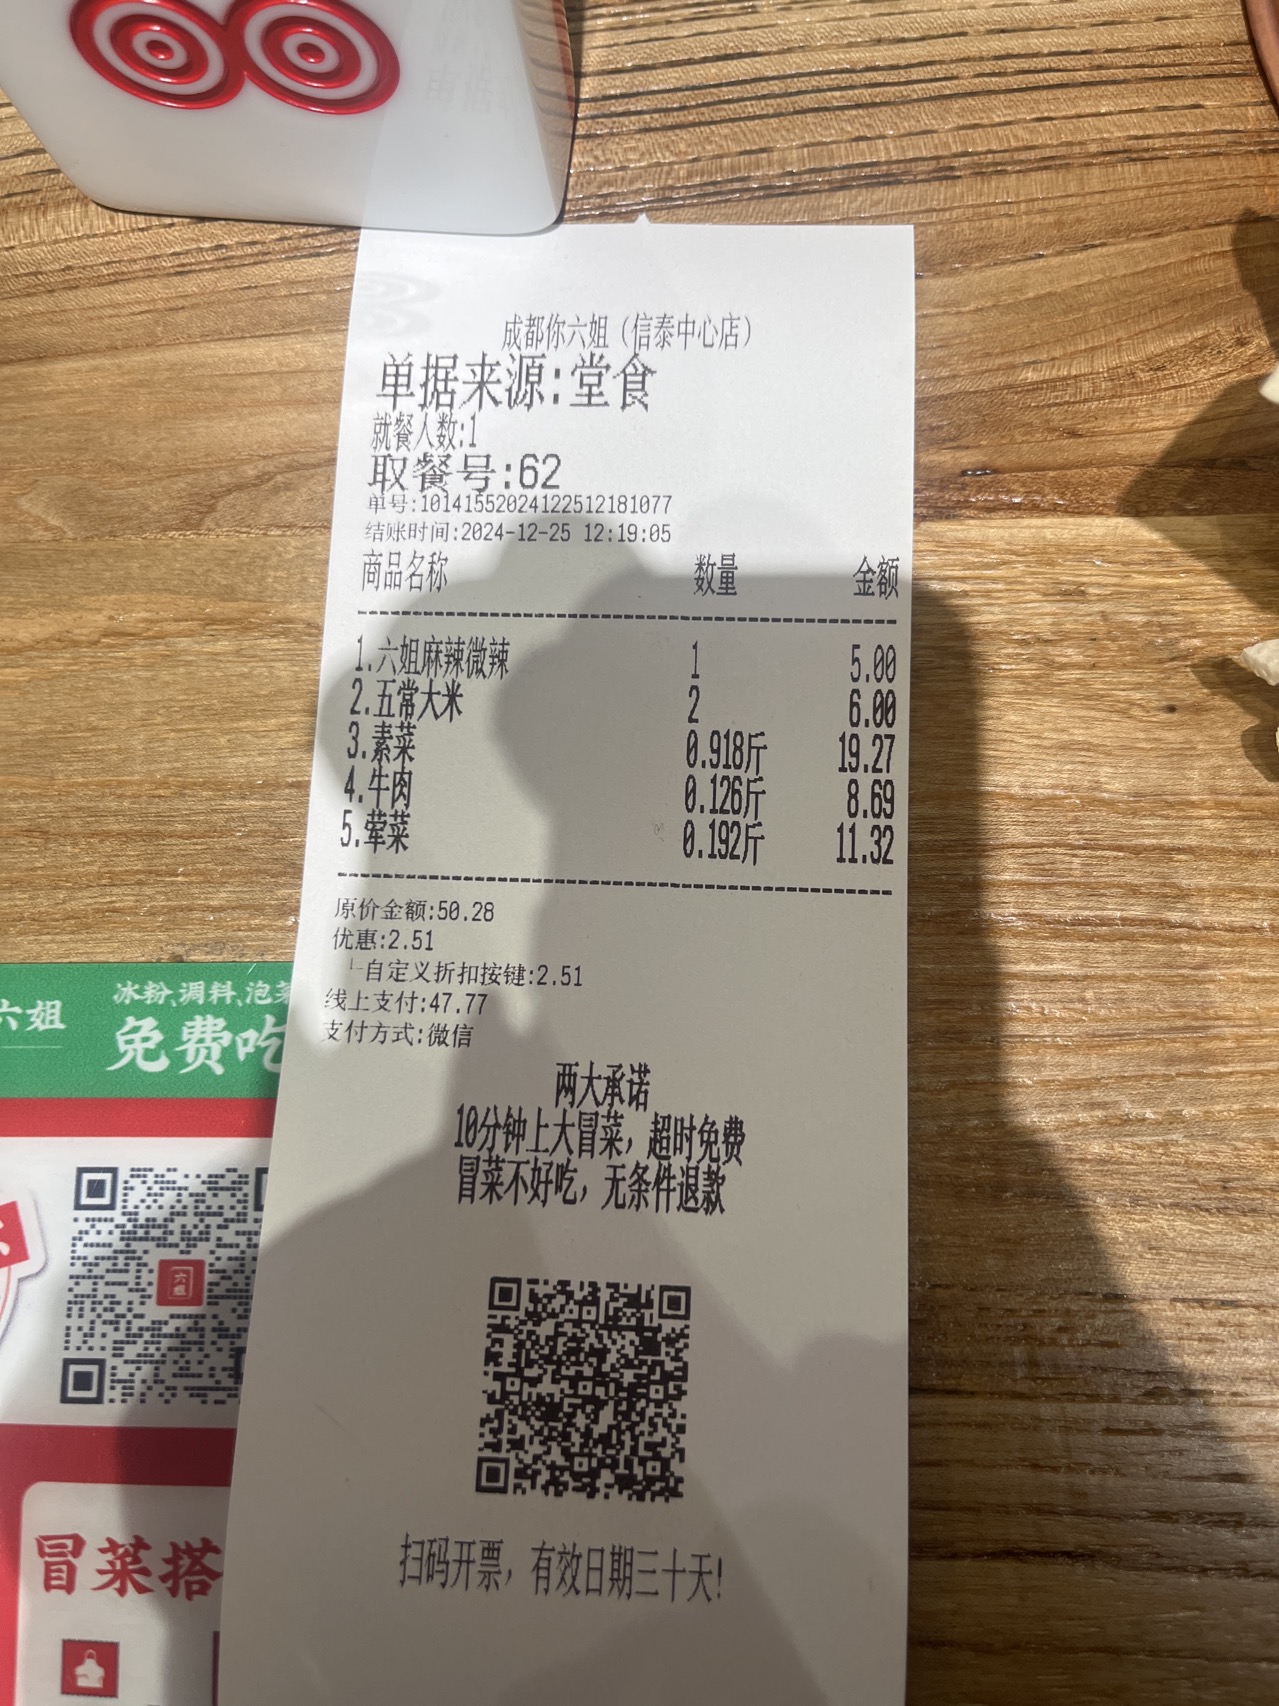 成都你六姐（信泰中心店）
单据来源:堂食
就餐人数:1
取餐号:62
单号:10141552024122512181077
结账时间:2024-12-25 12:19:05
商品名称 数量 金额
1.六姐麻辣微辣 1 5.00
2.五常大米 2 6.00
3.素菜 0.918斤 19.27
4.牛肉 0.126斤 8.69
5.荤菜 0.192斤 11.32
原价金额:50.28
优惠:2.51
└自定义折扣按键:2.51
线上支付:47.77
支付方式:微信
两大承诺
10分钟上大冒菜，超时免费
冒菜不好吃，无条件退款
扫码开票，有效日期三十天!
六姐
冰粉、调料、泡菜
免费吃
六姐
冒菜搭